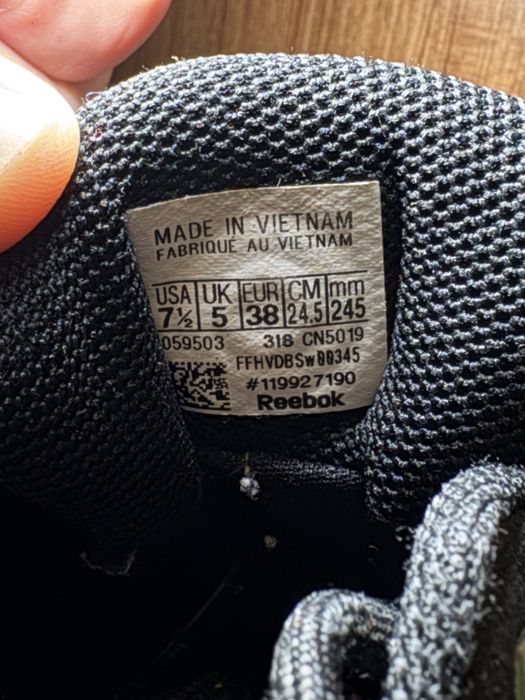 MADE IN VIETNAM
FABRIQUÉ AU VIETNAM
USA UK EUR CM mm
7½ 5 38 24.5 245
059503 318 CN5019
FFHVDBSW00345
#119927190
Reebok